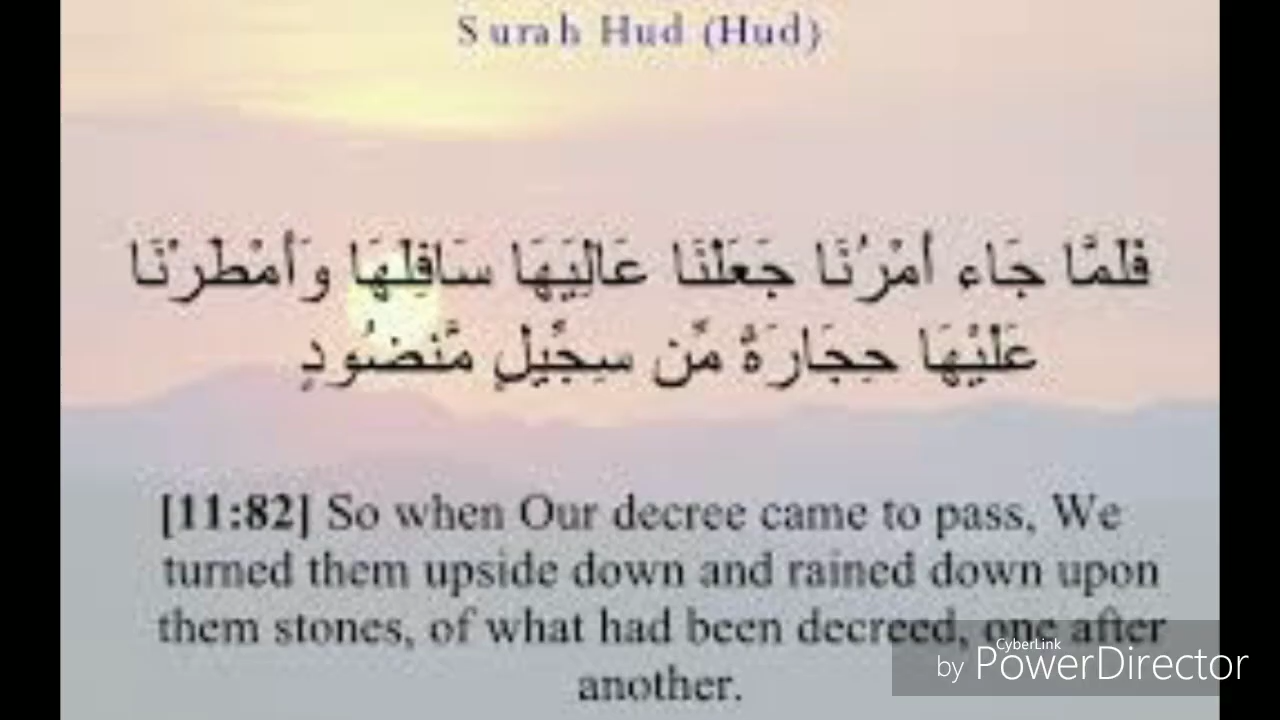 Surah Hud (Hud)
فَلَمَّا جَاء أَمْرُنَا جَعَلْنَا عَالِيَهَا سَافِلَهَا وَأَمْطَرْنَا
عَلَيْهَا حِجَارَةً مِّن سِجِّيلٍ مَّنضُودٍ
[11:82] So when Our decree came to pass, We
turned them upside down and rained down upon
them stones, of what had been decreed, one after
another.
CyberLink
by PowerDirector